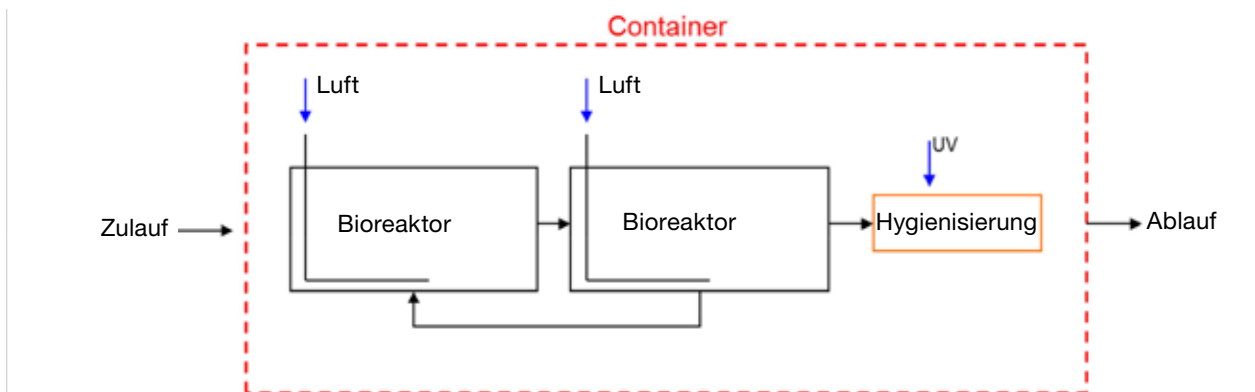 Container
Luft
Luft
UV
Bioreaktor
Bioreaktor
Hygienisierung
Zulauf
Ablauf